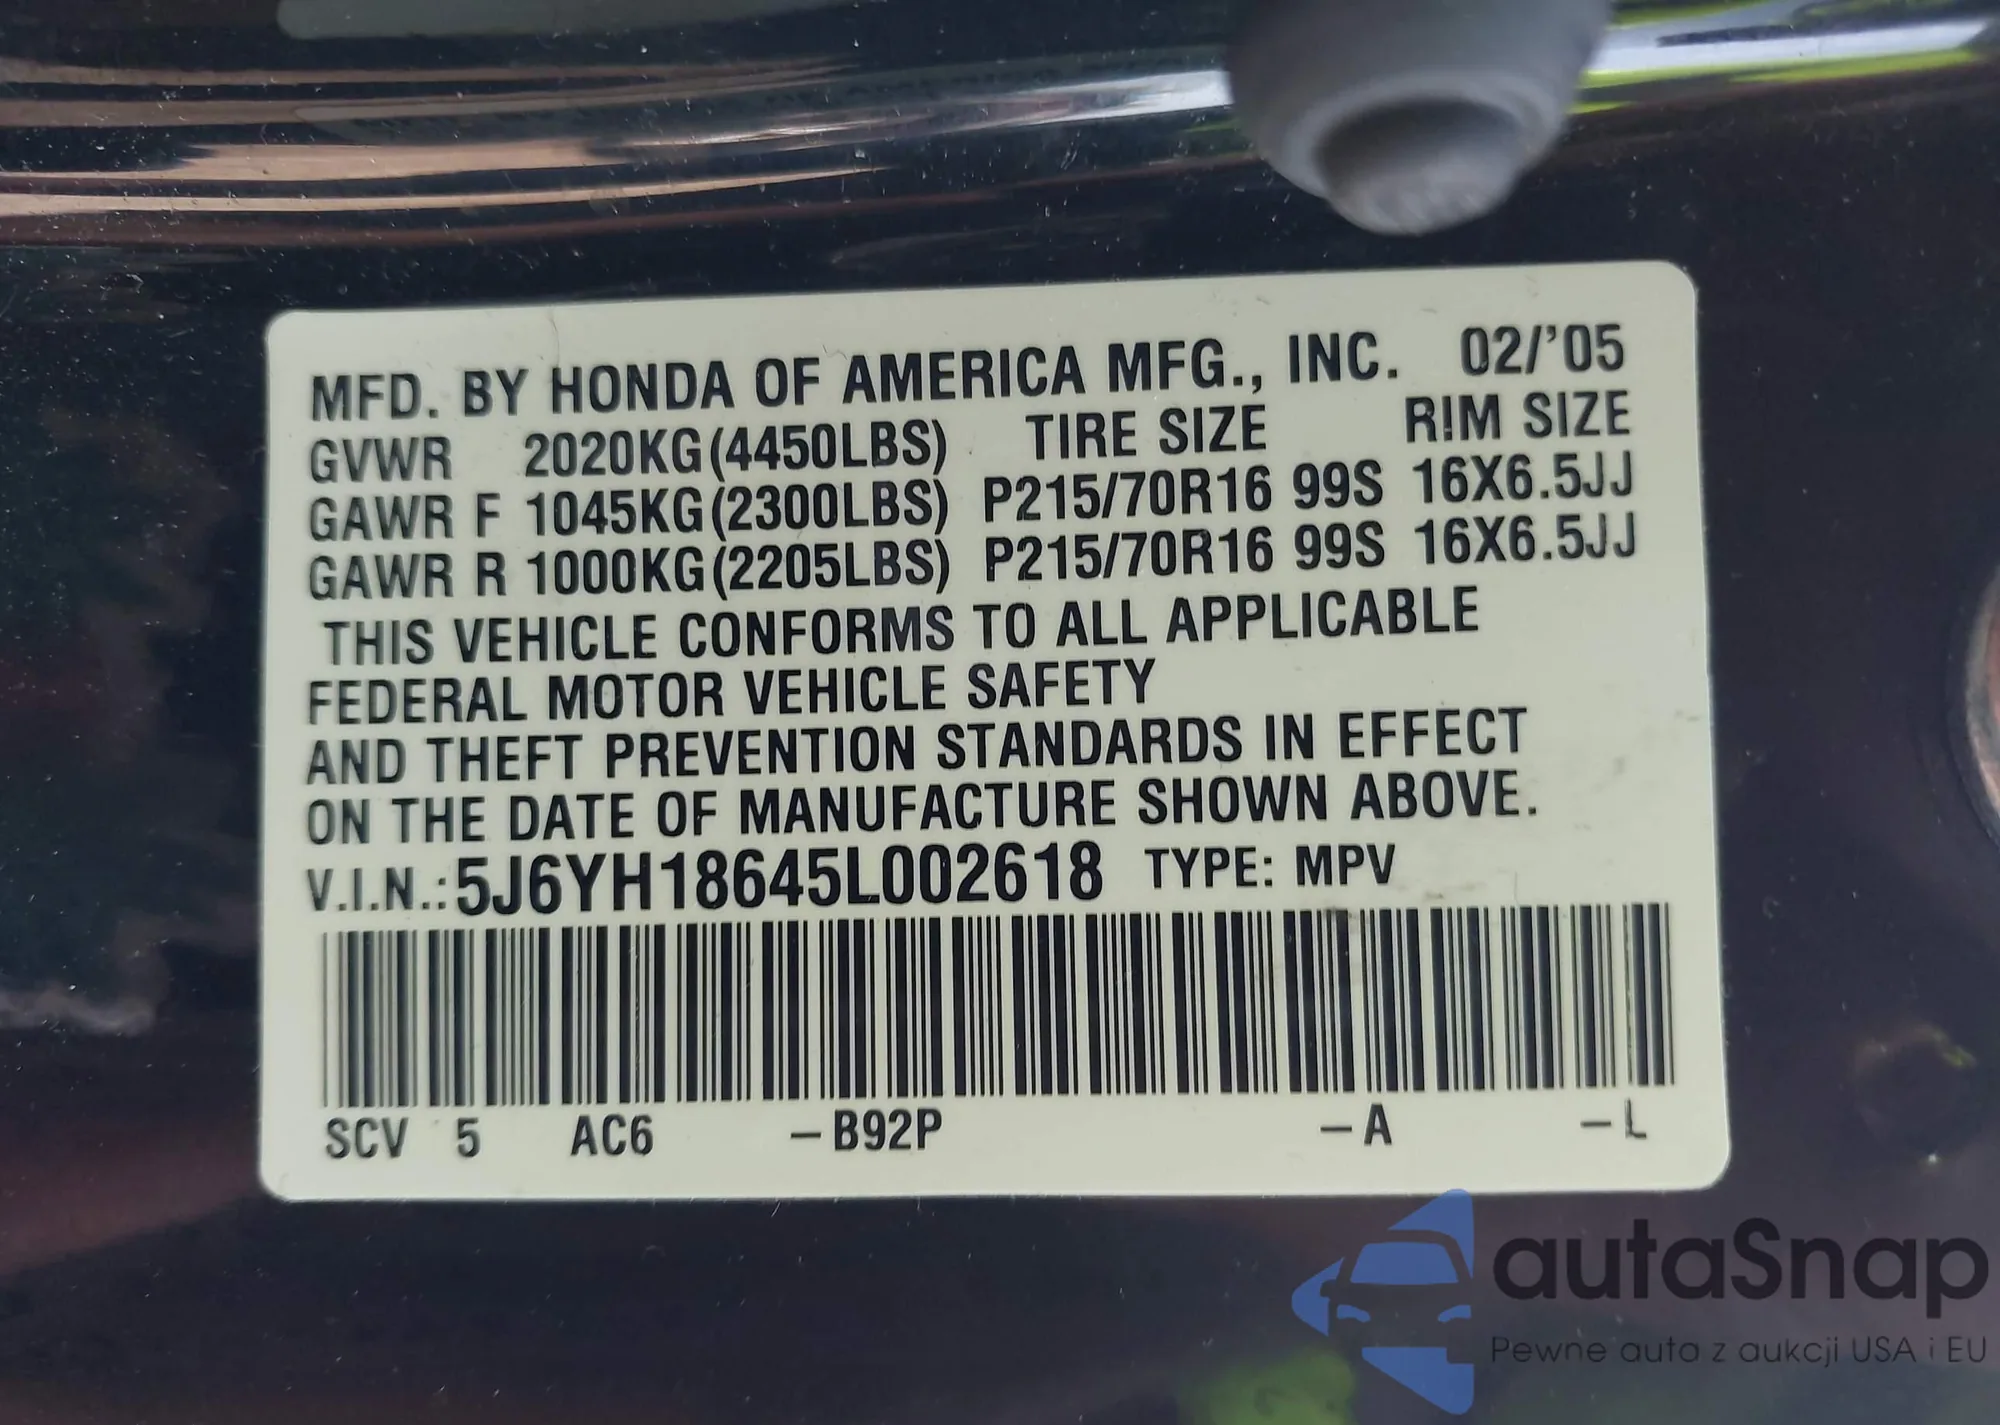 MFD. BY HONDA OF AMERICA MFG., INC. 02/'05
GVWR 2020KG(4450LBS) TIRE SIZE RIM SIZE
GAWR F 1045KG(2300LBS) P215/70R16 99S 16X6.5JJ
GAWR R 1000KG(2205LBS) P215/70R16 99S 16X6.5JJ
THIS VEHICLE CONFORMS TO ALL APPLICABLE
FEDERAL MOTOR VEHICLE SAFETY
AND THEFT PREVENTION STANDARDS IN EFFECT
ON THE DATE OF MANUFACTURE SHOWN ABOVE.
V.I.N.:5J6YH18645L002618 TYPE: MPV
SCV 5 AC6 –B92P –A –L
autaSnap
Pewne auta z aukcji USA i EU